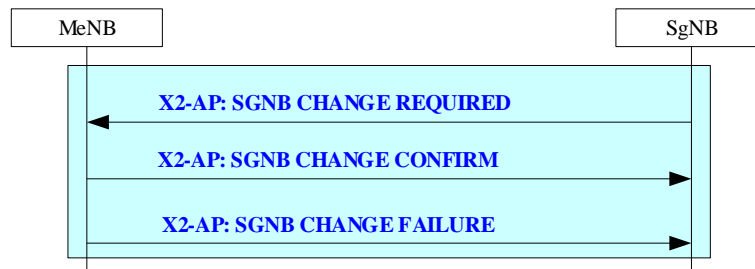 MeNB
SgNB
X2-AP: SGNB CHANGE REQUIRED
X2-AP: SGNB CHANGE CONFIRM
X2-AP: SGNB CHANGE FAILURE